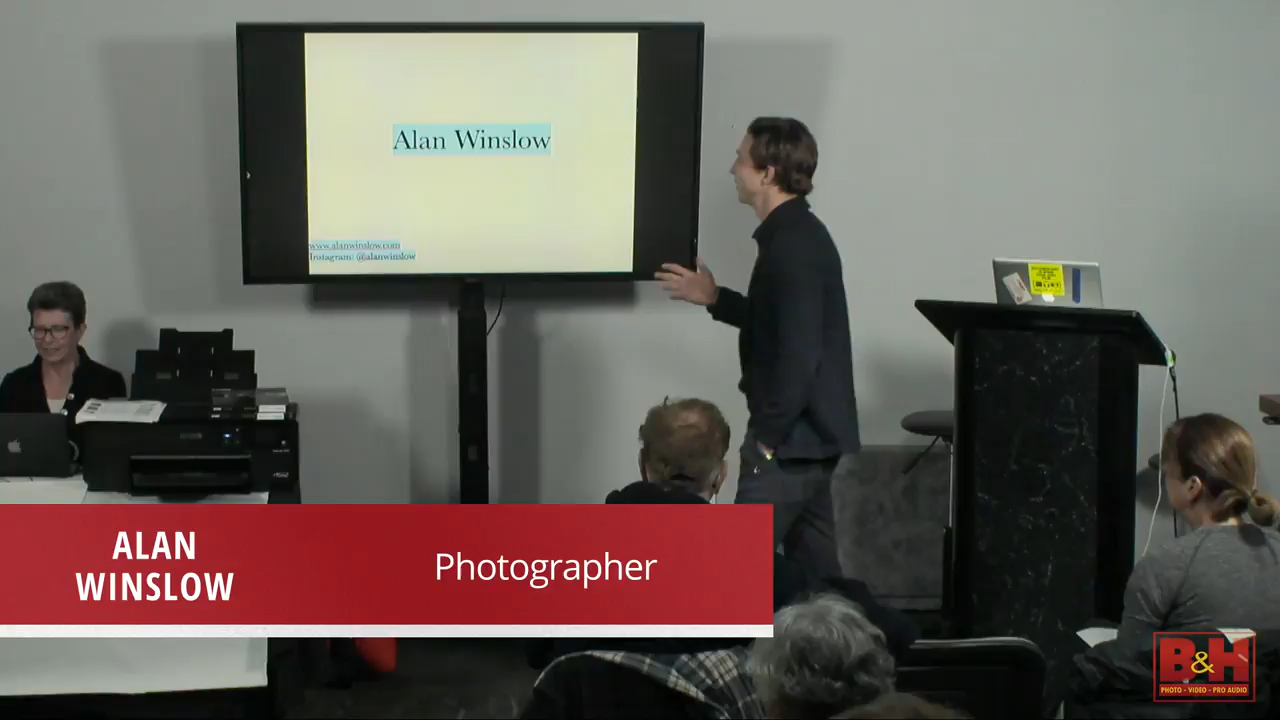 Alan Winslow
www.alanwinslow.com
Instagram: @alanwinslow
ALAN
WINSLOW
Photographer
B&H
PHOTO - VIDEO - PRO AUDIO